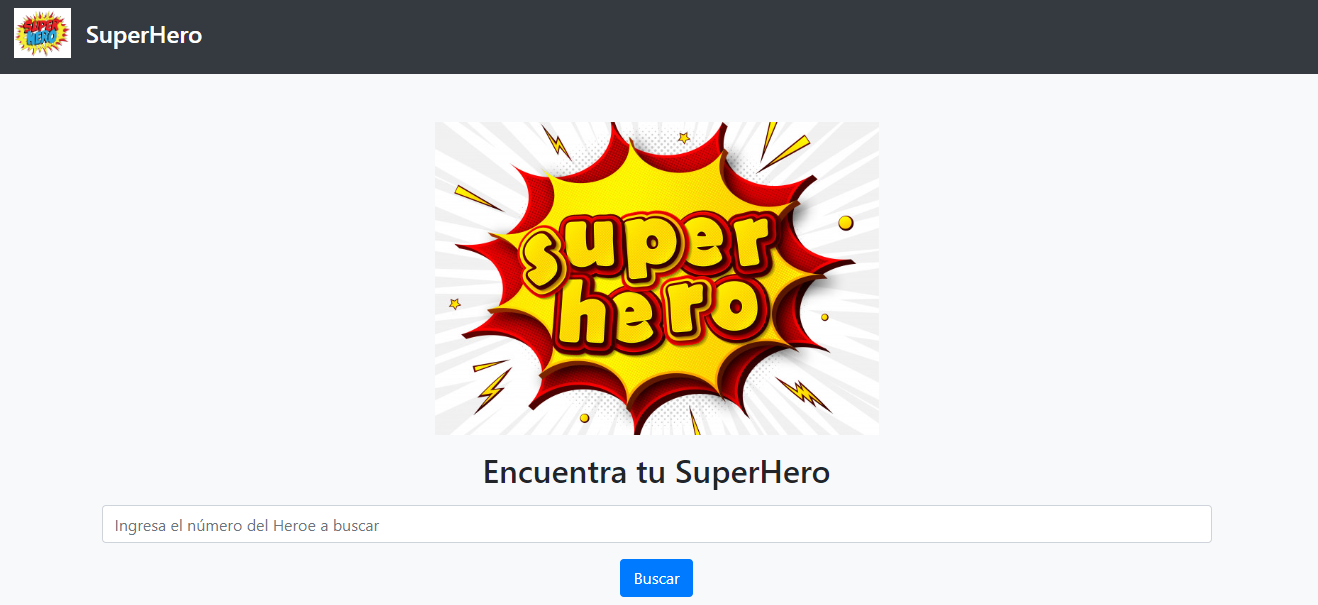 SUPER
HERO
SuperHero
super
hero
Encuentra tu SuperHero
Ingresa el número del Heroe a buscar
Buscar